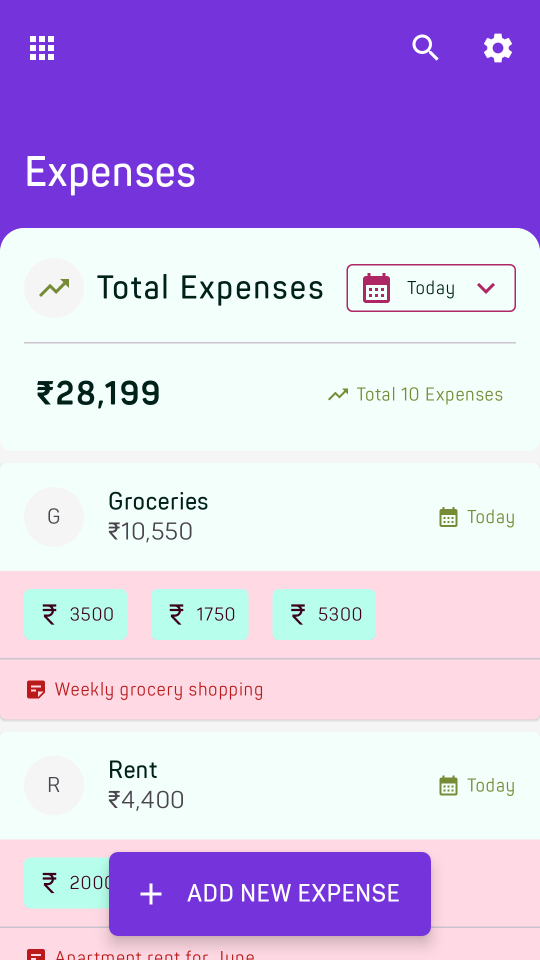 Expenses
Total Expenses
Today
₹28,199
Total 10 Expenses
G
Groceries
₹10,550
Today
₹ 3500
₹ 1750
₹ 5300
Weekly grocery shopping
R
Rent
₹4,400
Today
₹ 2000
ADD NEW EXPENSE
Apartment rent for June